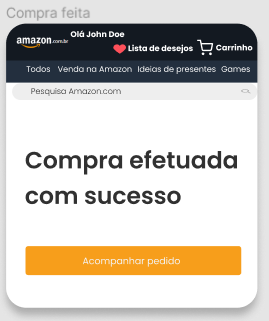 Compra feita
Olá John Doe
amazon.com.br
Lista de desejos Carrinho
Todos Venda na Amazon Ideias de presentes Games
Pesquisa Amazon.com
Compra efetuada
com sucesso
Acompanhar pedido